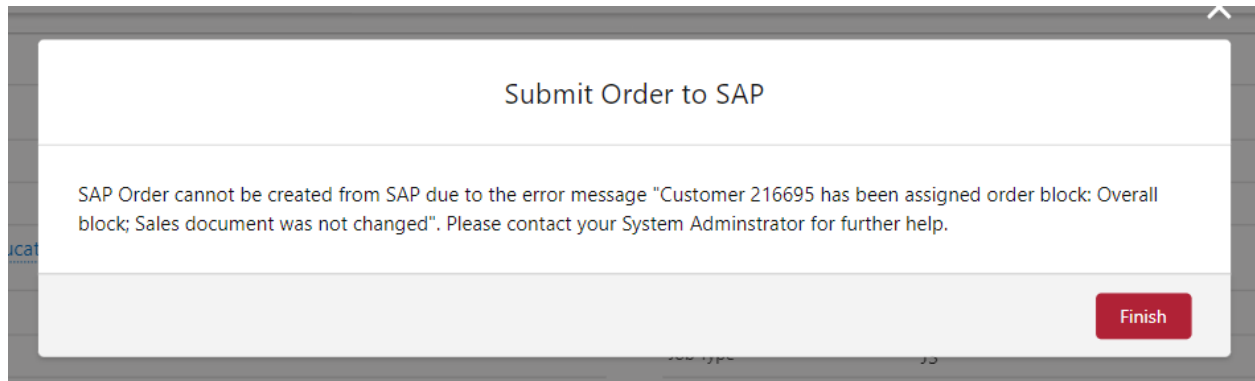 Submit Order to SAP
SAP Order cannot be created from SAP due to the error message "Customer 216695 has been assigned order block: Overall
block; Sales document was not changed". Please contact your System Adminstrator for further help.
ucat
Finish